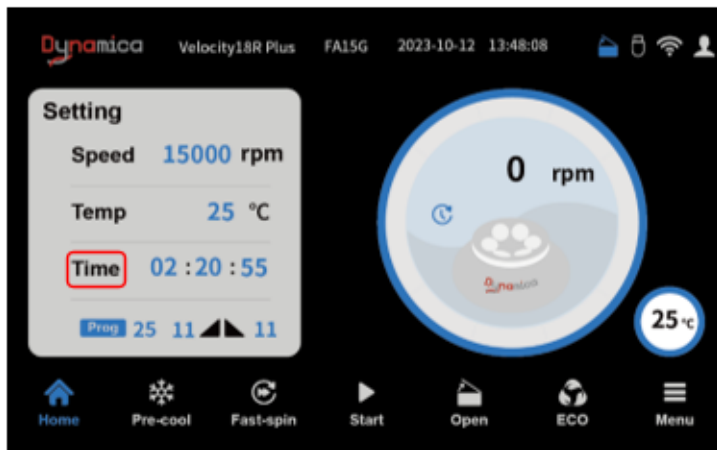 Dynamica Velocity18R Plus FA15G 2023-10-12 13:48:08
Setting
Speed 15000 rpm
Temp 25 °C
Time 02 : 20 : 55
Prog 25 11 11
0 rpm
Dynamica
25 °C
Home Pre-cool Fast-spin Start Open ECO Menu